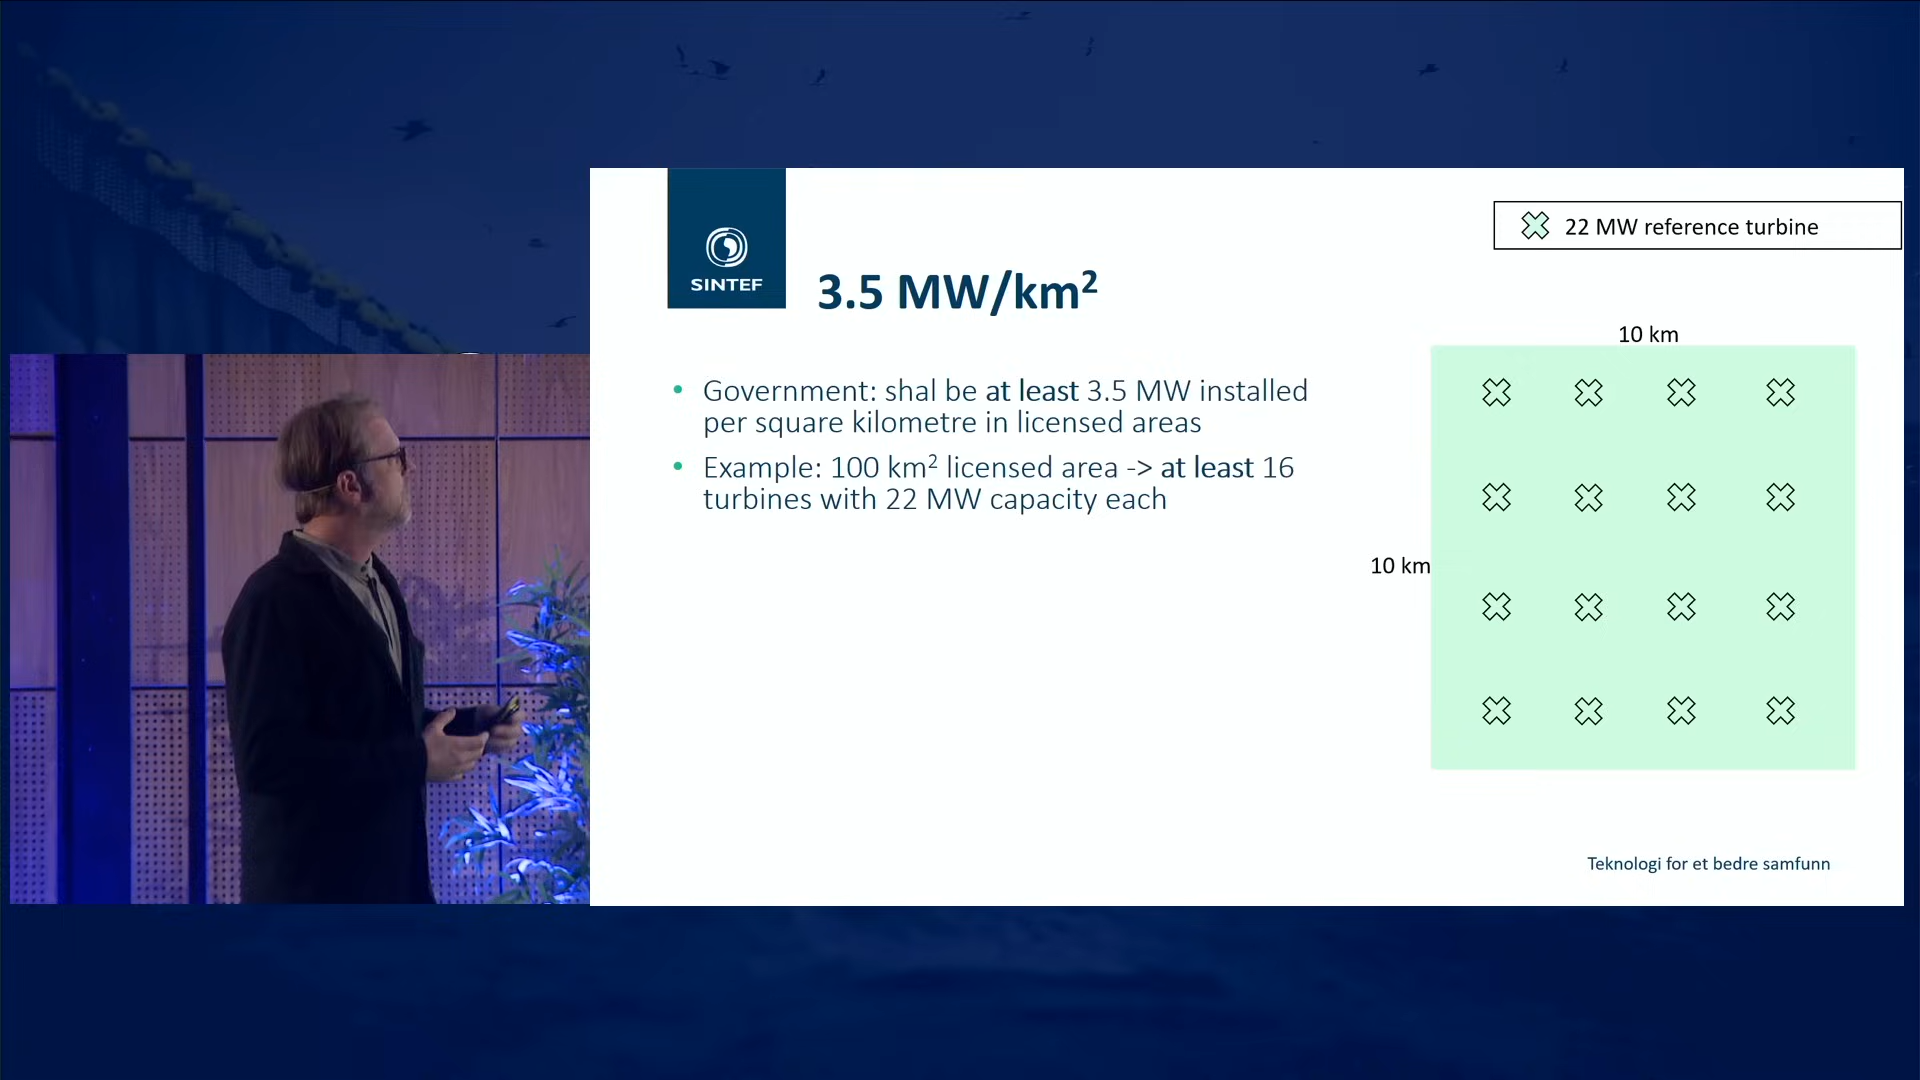 SINTEF
3.5 MW/km²
22 MW reference turbine
• Government: shal be at least 3.5 MW installed
per square kilometre in licensed areas
• Example: 100 km² licensed area -> at least 16
turbines with 22 MW capacity each
10 km
10 km
Teknologi for et bedre samfunn